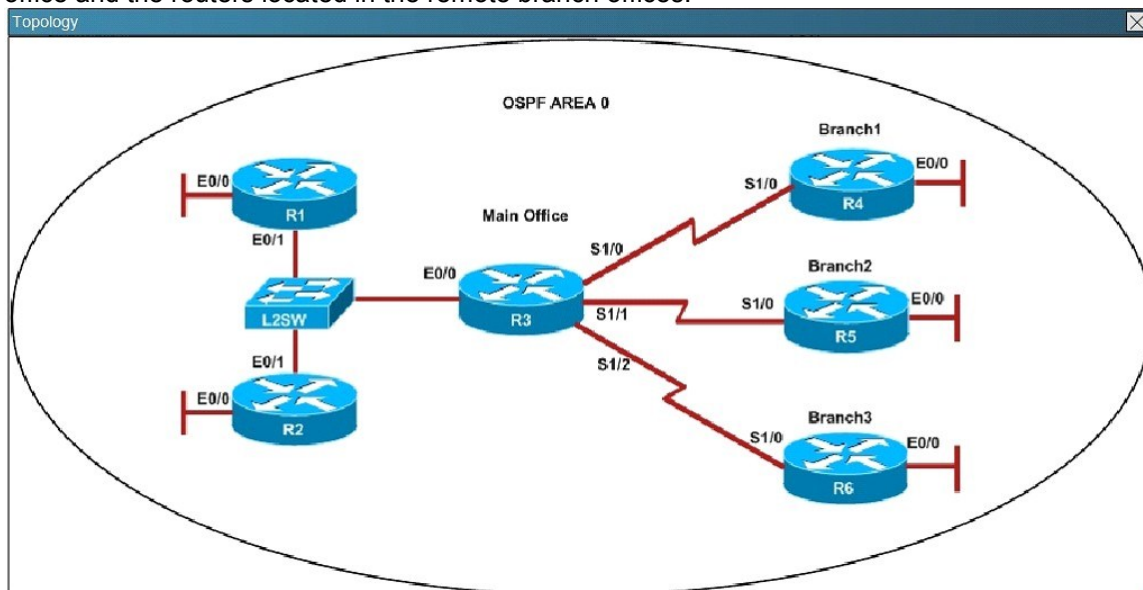 office and the routers located in the remote branch offices.
Topology
OSPF AREA 0
Branch1
E0/0
E0/0
S1/0
R1
R4
Main Office
E0/1
S1/0
E0/0
Branch2
S1/0
E0/0
L2SW
R3
S1/1
R5
E0/1
S1/2
E0/0
Branch3
R2
S1/0
E0/0
R6